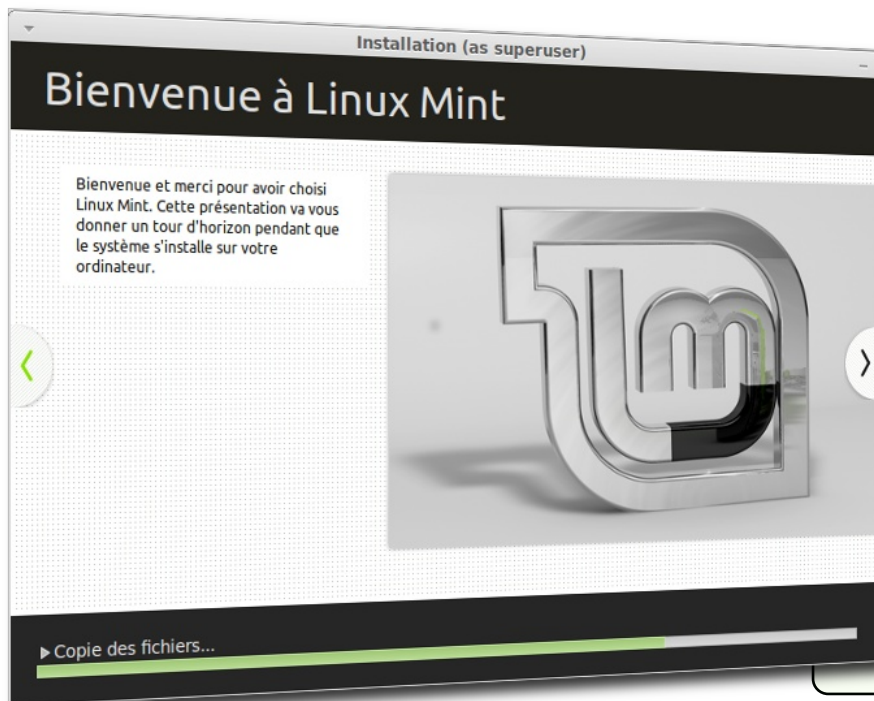 Installation (as superuser)
Bienvenue à Linux Mint
Bienvenue et merci pour avoir choisi
Linux Mint. Cette présentation va vous
donner un tour d'horizon pendant que
le système s'installe sur votre
ordinateur.
Copie des fichiers...